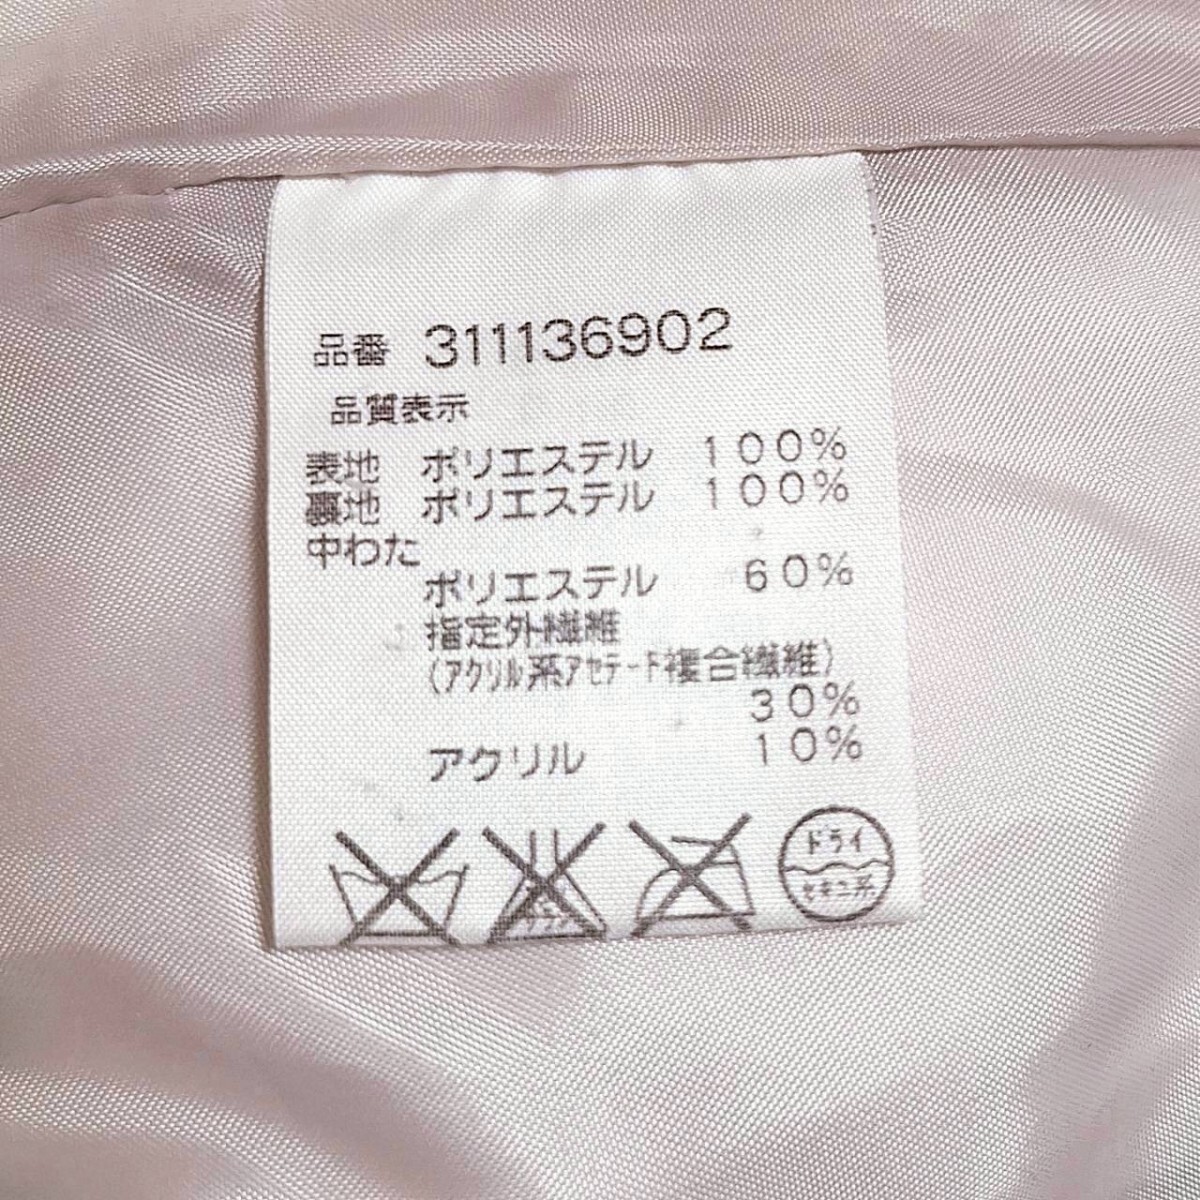 品番 311136902
品質表示
表地 ポリエステル 100%
裏地 ポリエステル 100%
中わた
ポリエステル 60%
指定外繊維
(アクリル系アセテート複合繊維)
30%
アクリル 10%
ドライ
セキユ系